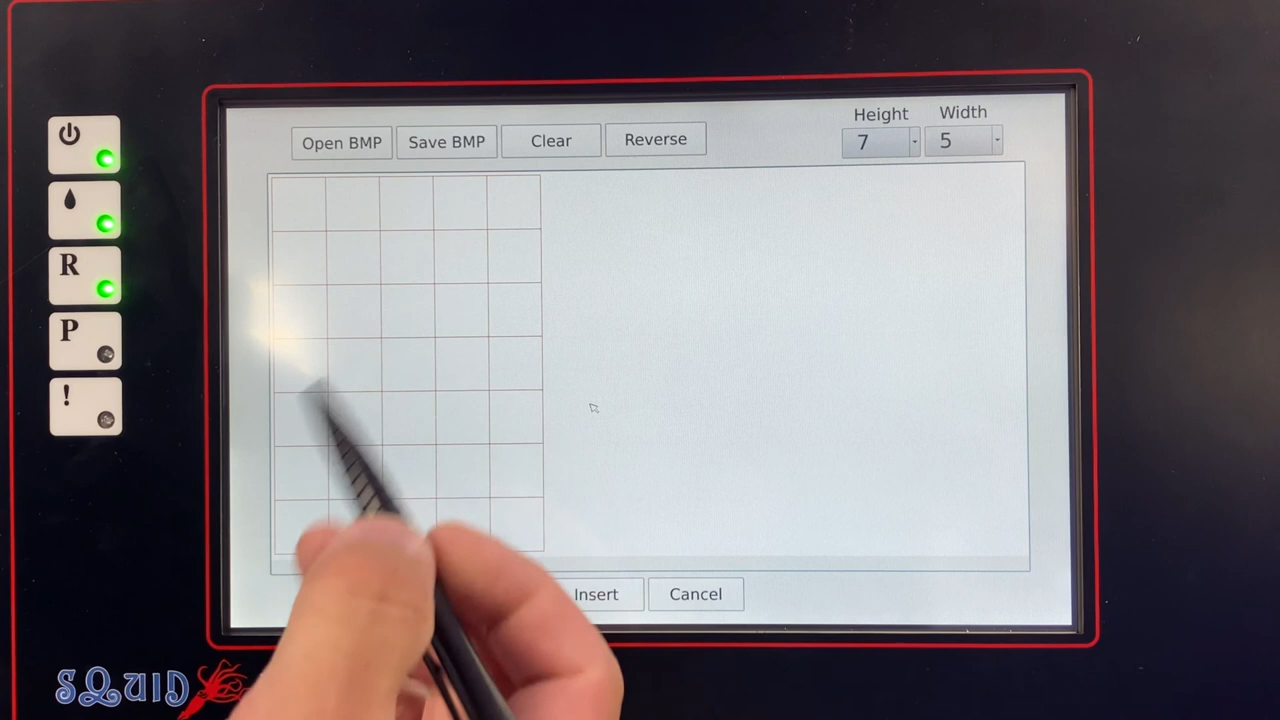 Height Width
Open BMP Save BMP Clear Reverse 7 5
R
P
!
Insert Cancel
SQUID